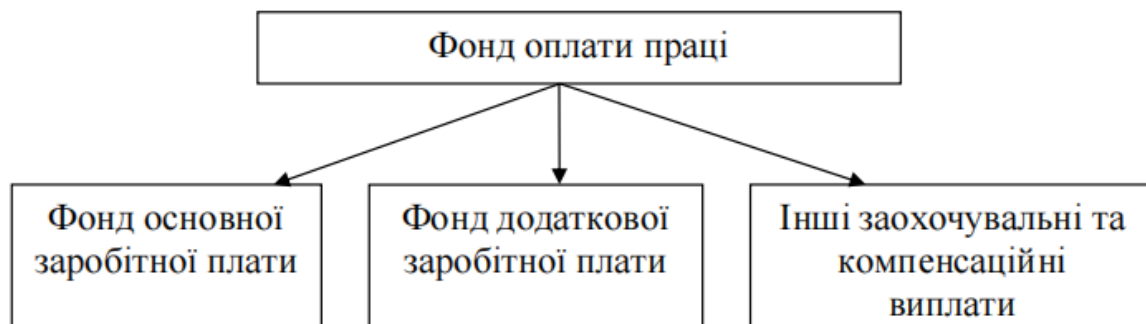 Фонд оплати праці
Фонд основної
заробітної плати
Фонд додаткової
заробітної плати
Інші заохочувальні та
компенсаційні
виплати